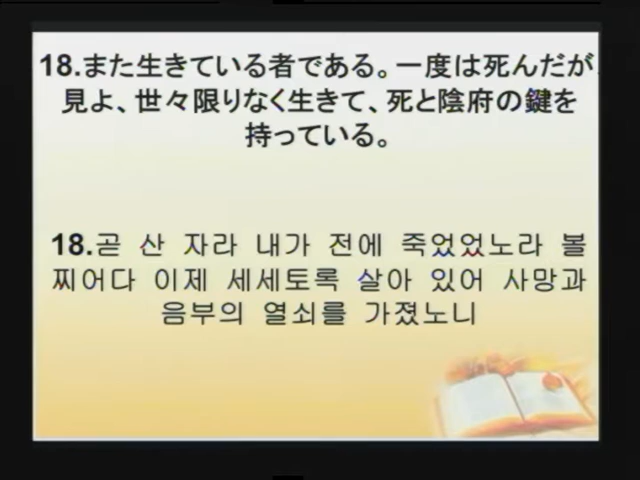 18.また生きている者である。一度は死んだが、
見よ、世々限りなく生きて、死と陰府の鍵を
持っている。
18.곧 산 자라 내가 전에 죽었었노라 볼
찌어다 이제 세세토록 살아 있어 사망과
음부의 열쇠를 가졌노니